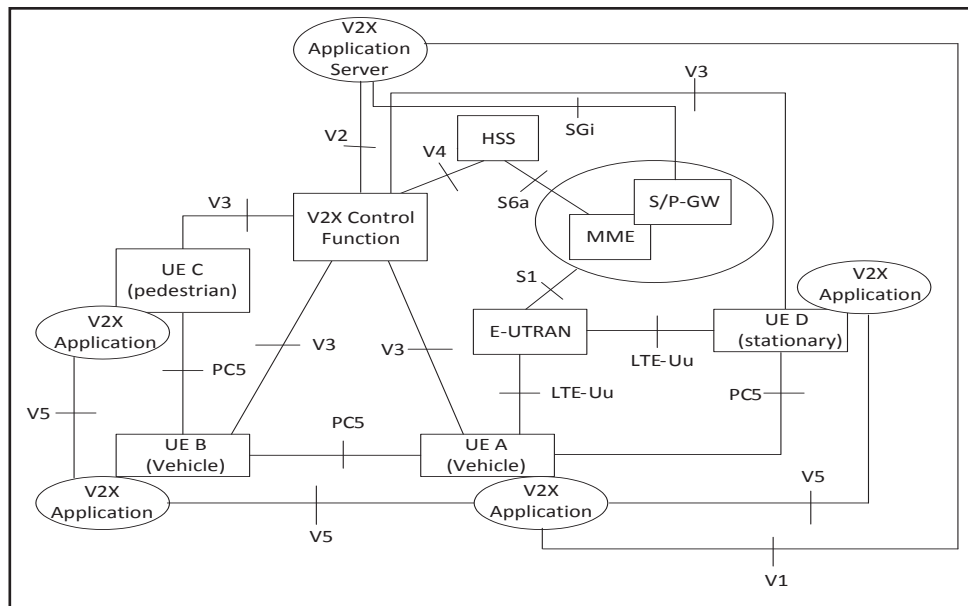 V2X
Application
Server
V3
SGi
V2
HSS
V4
S6a
S/P-GW
MME
V3
V2X Control
Function
UE C
(pedestrian)
S1
V2X
Application
V2X
Application
E-UTRAN
UE D
(stationary)
LTE-Uu
V3
V3
PC5
LTE-Uu
PC5
V5
PC5
UE B
(Vehicle)
UE A
(Vehicle)
V2X
Application
V2X
Application
V5
V5
V1